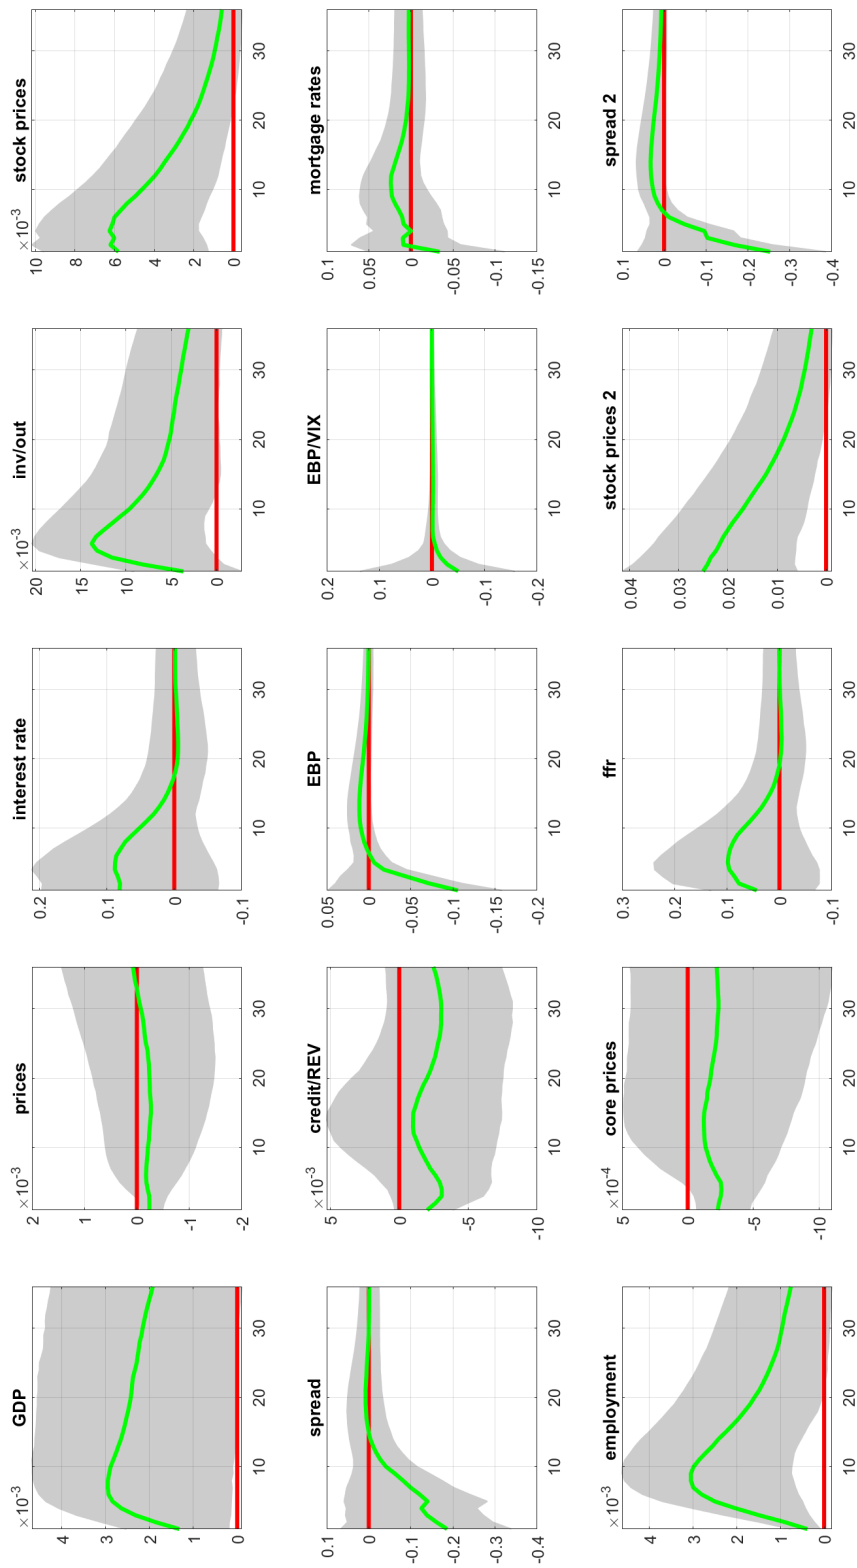 GDP
×10⁻³
4
3
2
1
0
10 20 30
prices
×10⁻³
2
1
0
-1
-2
10 20 30
interest rate
0.2
0.1
0
-0.1
10 20 30
inv/out
×10⁻³
20
15
10
5
0
10 20 30
stock prices
×10⁻³
10
8
6
4
2
0
10 20 30
spread
0.1
0
-0.1
-0.2
-0.3
-0.4
10 20 30
credit/REV
×10⁻³
5
0
-5
-10
10 20 30
EBP
0.05
0
-0.05
-0.1
-0.15
-0.2
10 20 30
EBP/VIX
0.2
0.1
0
-0.1
-0.2
10 20 30
mortgage rates
0.1
0.05
0
-0.05
-0.1
-0.15
10 20 30
employment
×10⁻³
4
3
2
1
0
10 20 30
core prices
×10⁻⁴
5
0
-5
-10
10 20 30
ffr
0.3
0.2
0.1
0
-0.1
10 20 30
stock prices 2
0.04
0.03
0.02
0.01
0
10 20 30
spread 2
0.1
0
-0.1
-0.2
-0.3
-0.4
10 20 30